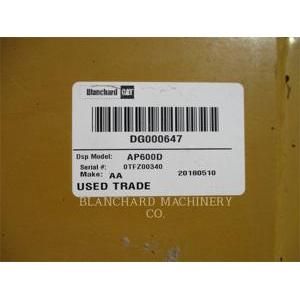 Blanchard CAT
DG000647
Dsp Model: AP600D
Serial #: 0TFZ00340
Make: AA 20180510
USED TRADE
BLANCHARD MACHINERY
CO.